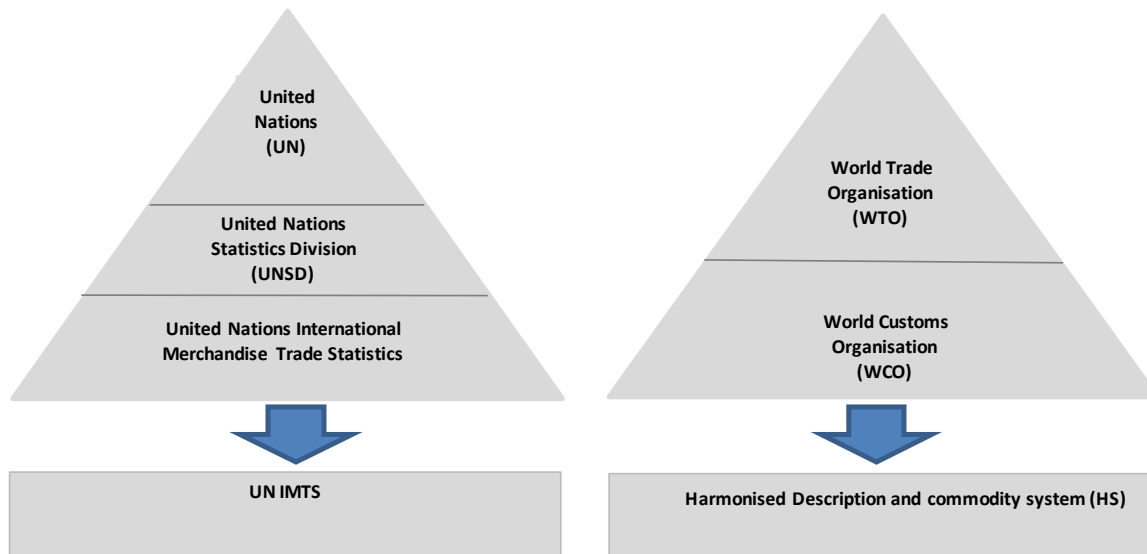 United
Nations
(UN)
United Nations
Statistics Division
(UNSD)
United Nations International
Merchandise Trade Statistics
UN IMTS
World Trade
Organisation
(WTO)
World Customs
Organisation
(WCO)
Harmonised Description and commodity system (HS)